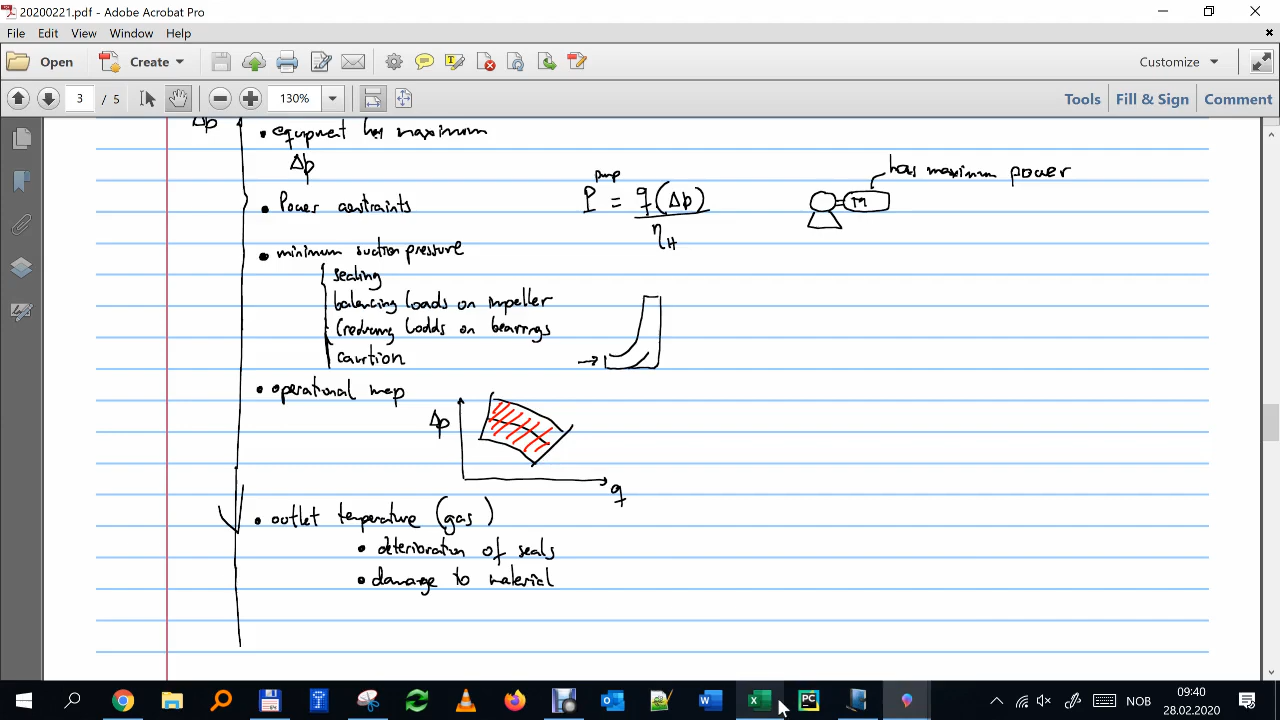 20200221.pdf - Adobe Acrobat Pro
File Edit View Window Help
Open Create Customize
3 / 5 130% Tools Fill & Sign Comment
Δp
• equipment has maximum
Δp
has maximum power
pump
• Power constraints
P = q(Δp)
M
ηH
• minimum suction pressure
sealing
balancing loads on impeller
(reducing loads on bearings
cavitation
• operational map
Δp
q
• outlet temperature (gas)
• deterioration of seals
• damage to material
NOB
09:40
28.02.2020